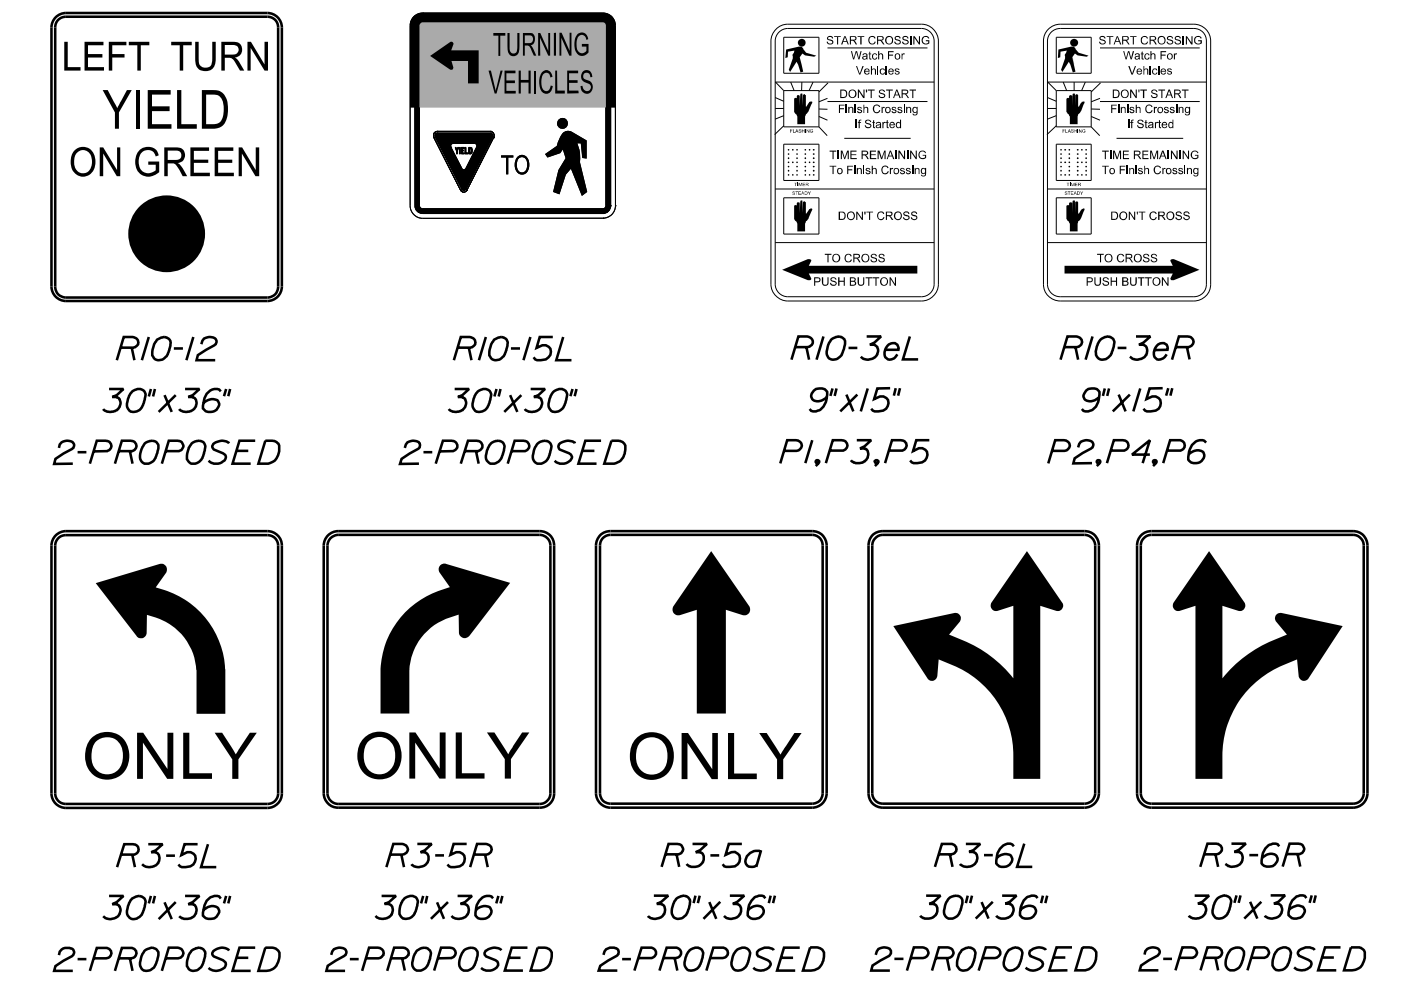 LEFT TURN
YIELD
ON GREEN
R10-12
30"x36"
2-PROPOSED
TURNING
VEHICLES
YIELD
TO
R10-15L
30"x30"
2-PROPOSED
START CROSSING
Watch For
Vehicles
DON'T START
Finish Crossing
If Started
FLASHING
TIME REMAINING
To Finish Crossing
TIMER
STEADY
DON'T CROSS
TO CROSS
PUSH BUTTON
R10-3eL
9"x15"
P1,P3,P5
START CROSSING
Watch For
Vehicles
DON'T START
Finish Crossing
If Started
FLASHING
TIME REMAINING
To Finish Crossing
TIMER
STEADY
DON'T CROSS
TO CROSS
PUSH BUTTON
R10-3eR
9"x15"
P2,P4,P6
ONLY
R3-5L
30"x36"
2-PROPOSED
ONLY
R3-5R
30"x36"
2-PROPOSED
ONLY
R3-5a
30"x36"
2-PROPOSED
R3-6L
30"x36"
2-PROPOSED
R3-6R
30"x36"
2-PROPOSED